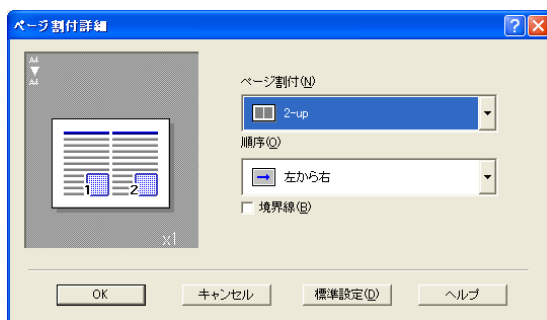 ページ割付詳細
A4
A4
ページ割付(N)
2-up
順序(O)
1 2
左から右
境界線(B)
x1
OK キャンセル 標準設定(D) ヘルプ